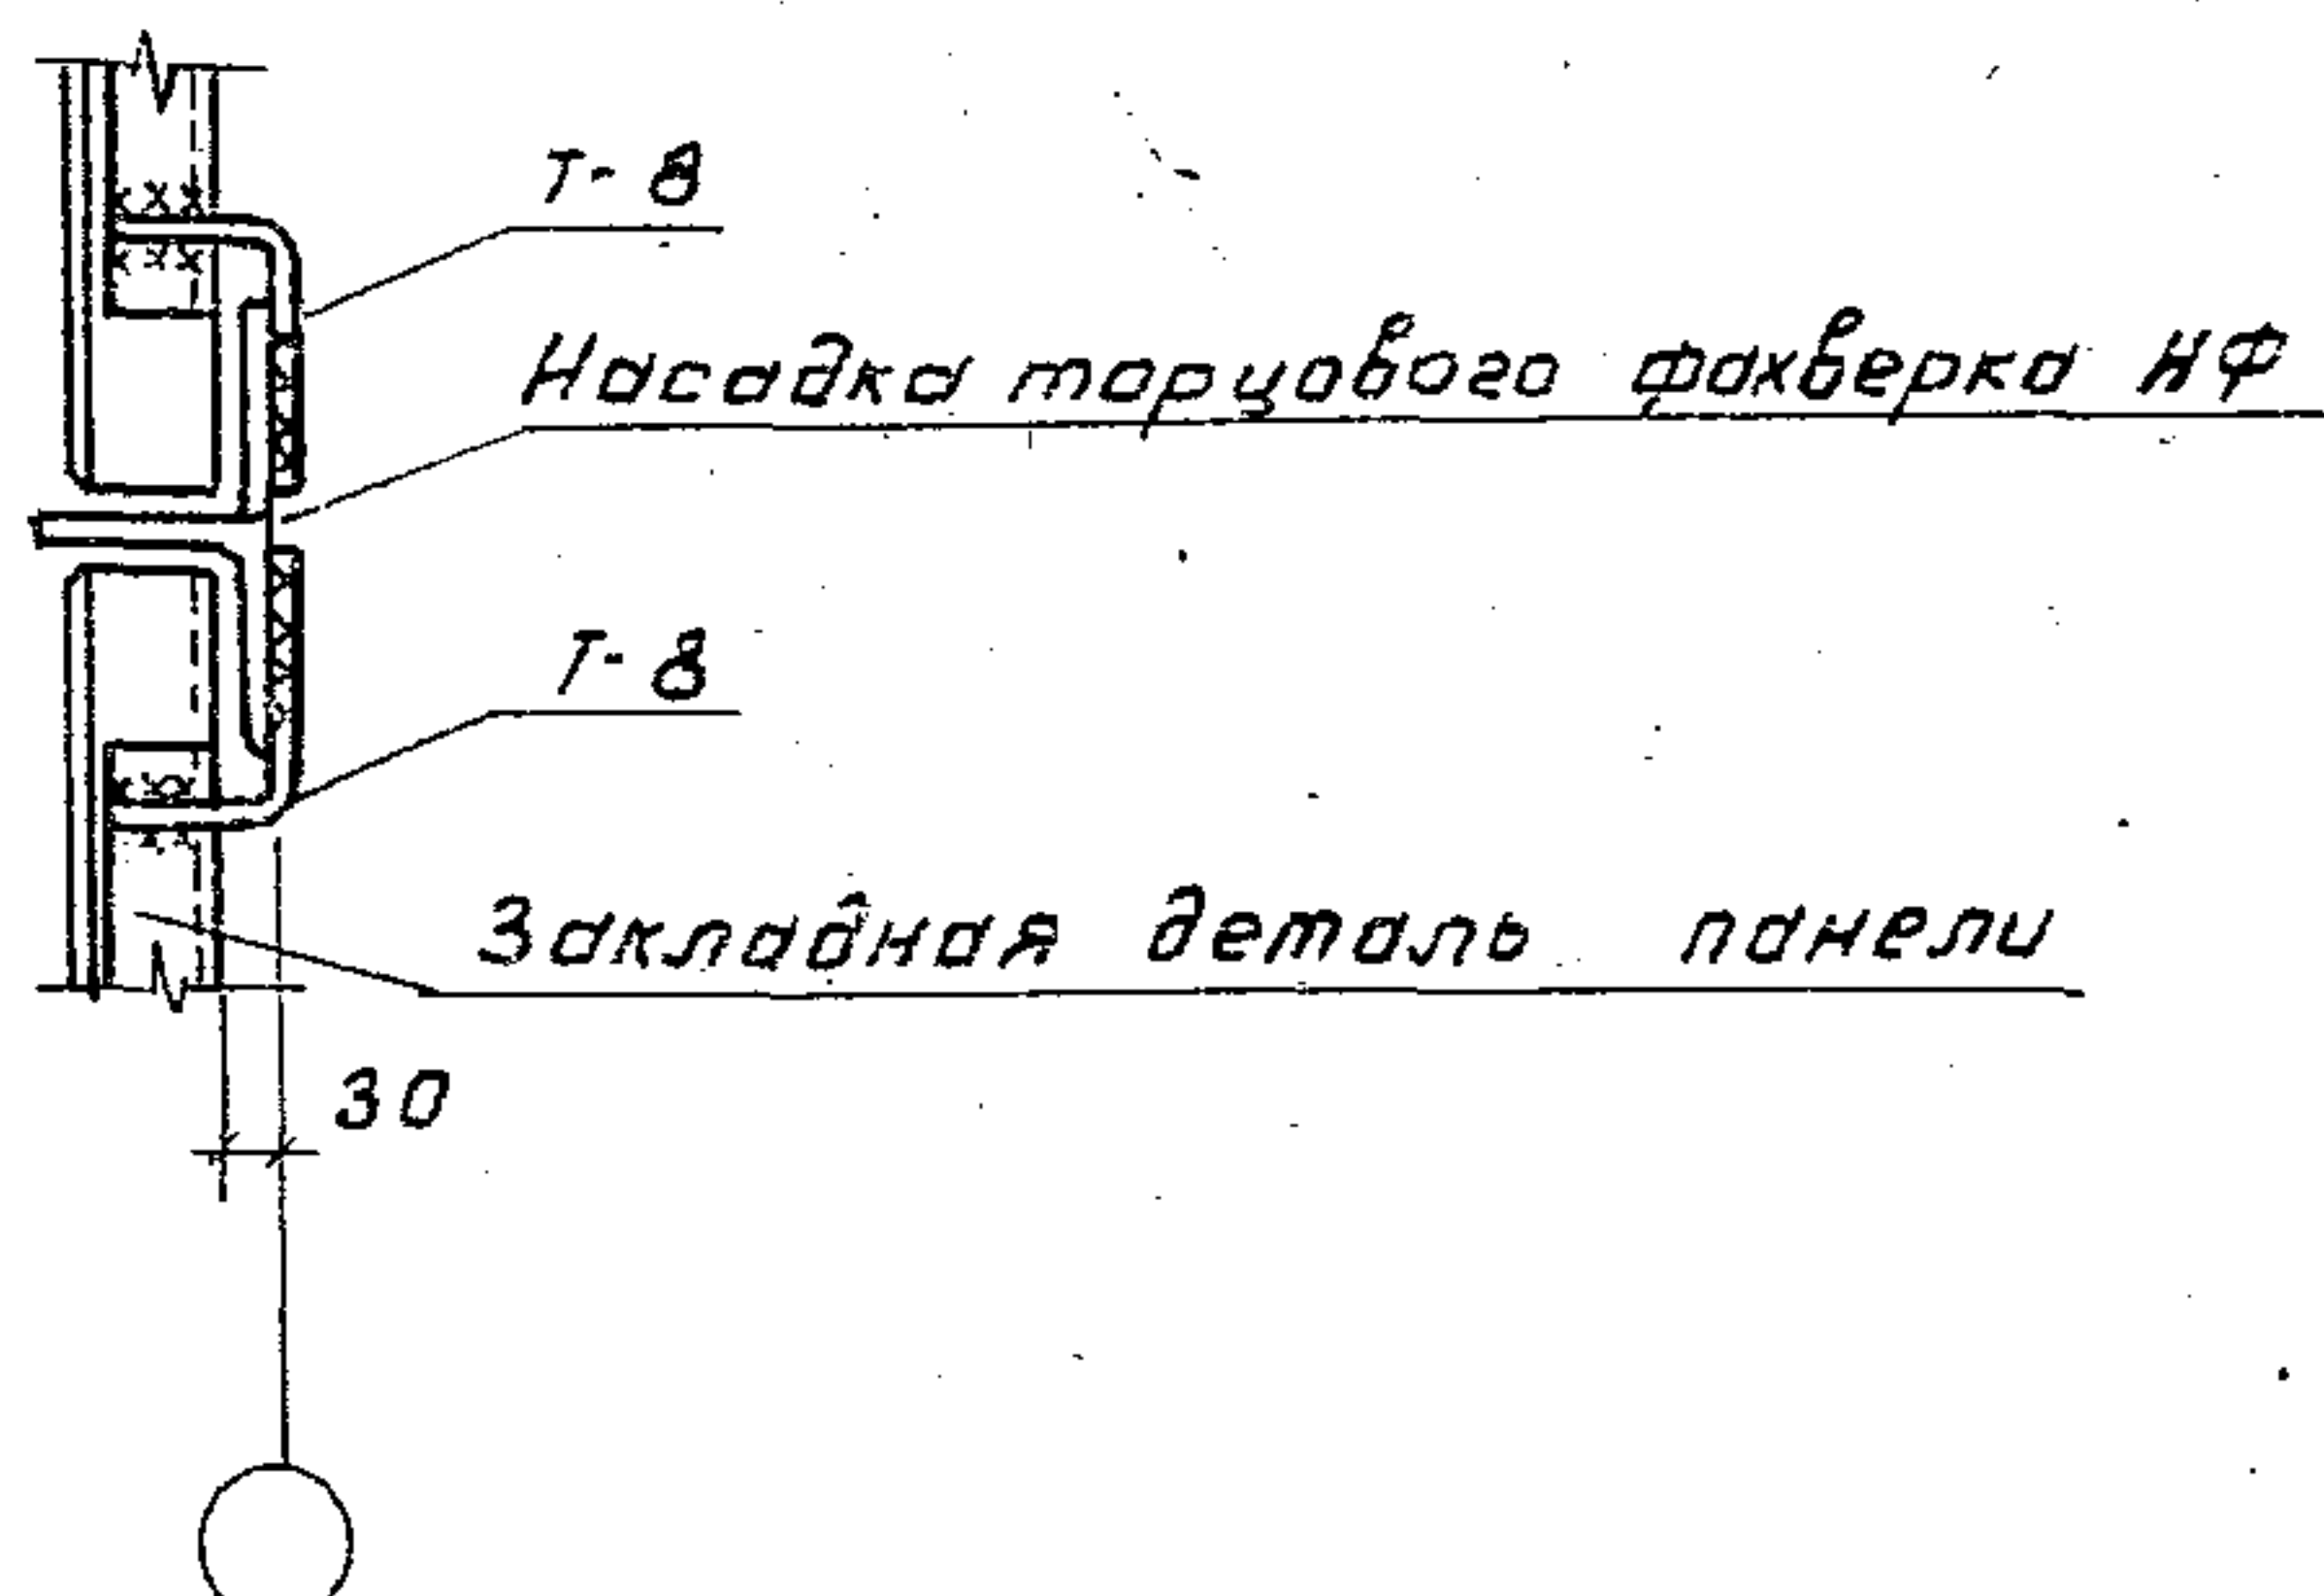 Т-8
Насадка торцового фахверка НФ
Т-8
Закладная деталь панели
30